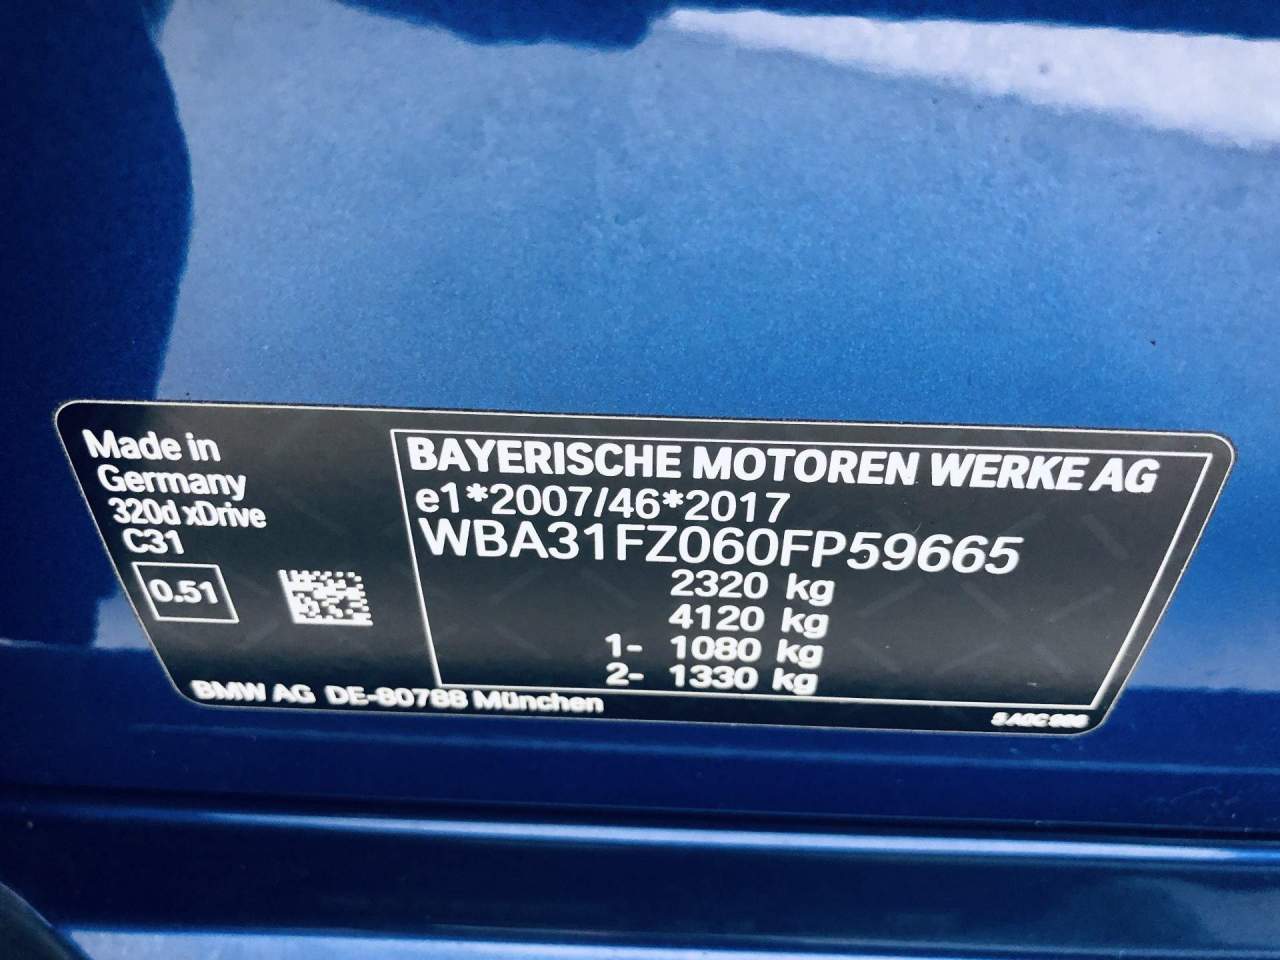 Made in
Germany
320d xDrive
C31
0.51
BAYERISCHE MOTOREN WERKE AG
e1*2007/46*2017
WBA31FZ060FP59665
2320 kg
4120 kg
1- 1080 kg
2- 1330 kg
BMW AG DE-80788 München